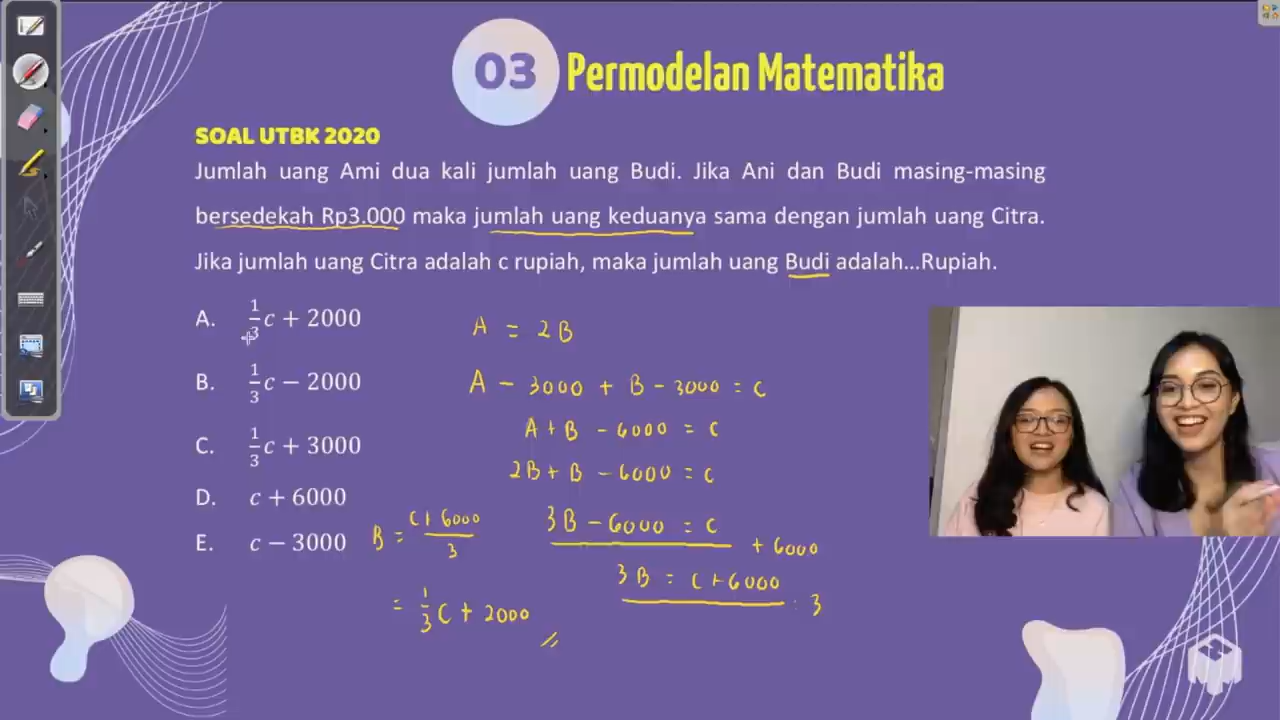 03 Permodelan Matematika
SOAL UTBK 2020
Jumlah uang Ami dua kali jumlah uang Budi. Jika Ani dan Budi masing-masing
bersedekah Rp3.000 maka jumlah uang keduanya sama dengan jumlah uang Citra.
Jika jumlah uang Citra adalah c rupiah, maka jumlah uang Budi adalah...Rupiah.
A. 1/3 c + 2000
B. 1/3 c − 2000
C. 1/3 c + 3000
D. c + 6000
E. c − 3000
A = 2B
A - 3000 + B - 3000 = C
A+B - 6000 = C
2B+ B - 6000 = C
3B - 6000 = C
+ 6000
3B = C+6000
: 3
B = C+6000/3
= 1/3 C + 2000 //